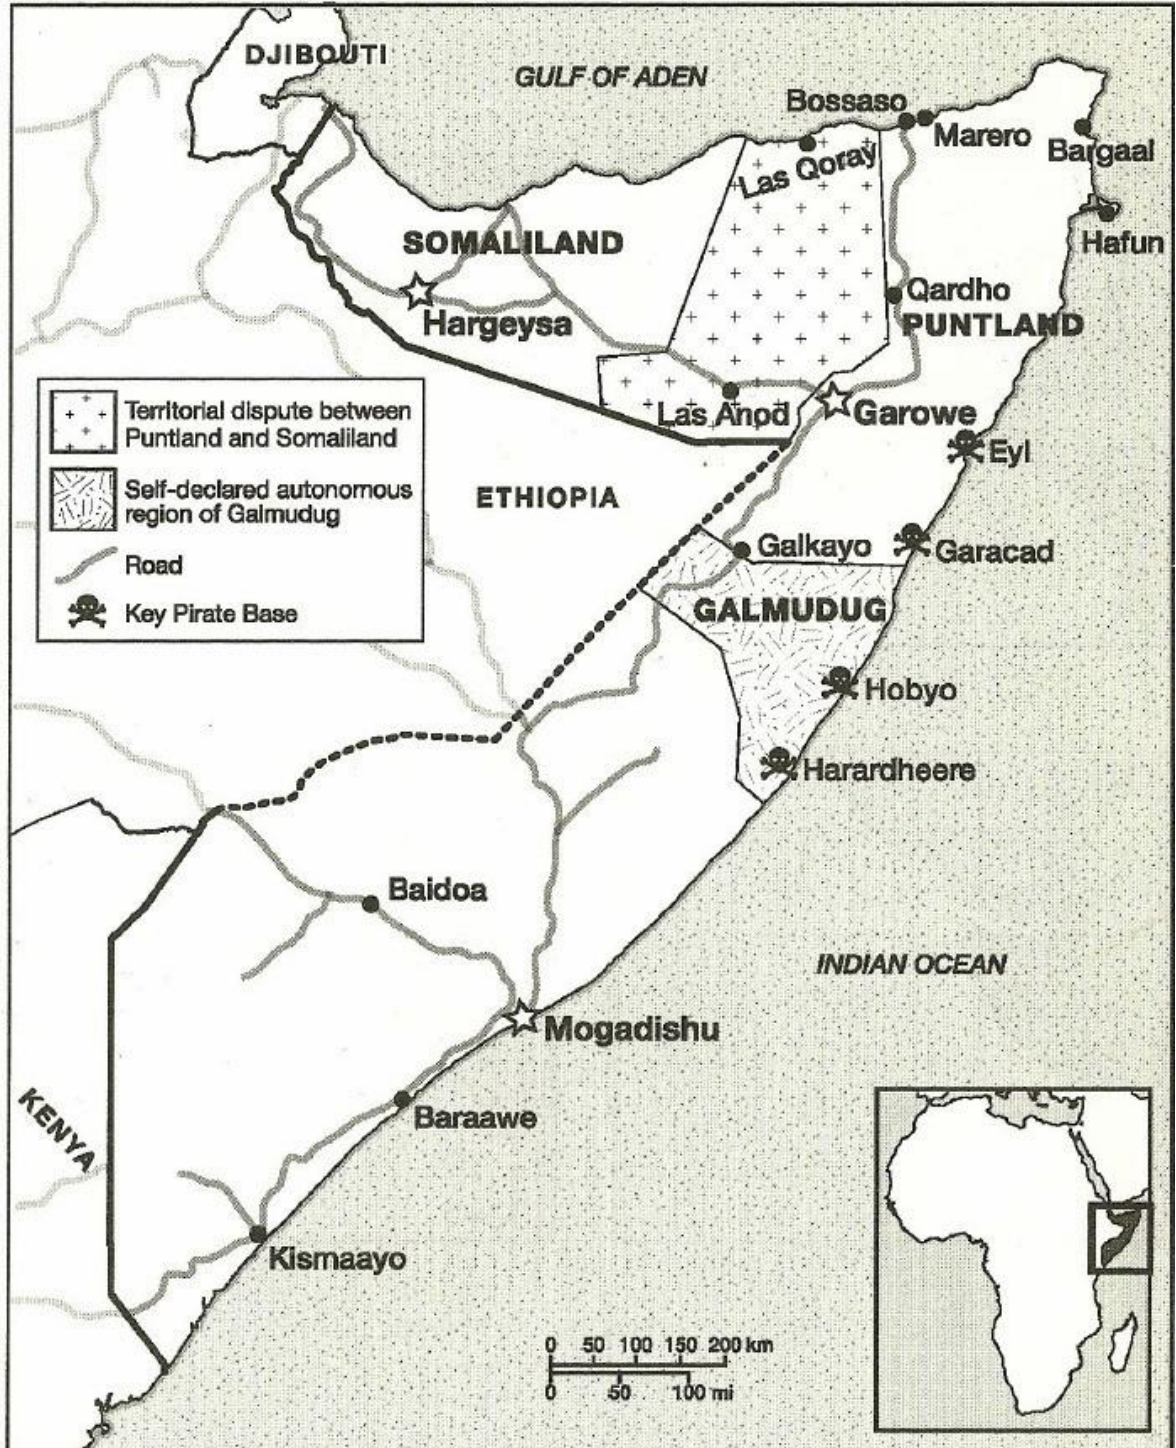 DJIBOUTI
GULF OF ADEN
Bossaso
Marero
Bargaal
Las Qoray
Hafun
SOMALILAND
Qardho
Hargeysa
PUNTLAND
Territorial dispute between
Puntland and Somaliland
Las Anod
Garowe
Eyl
Self-declared autonomous
region of Galmudug
ETHIOPIA
Galkayo
Garacad
Road
Key Pirate Base
GALMUDUG
Hobyo
Harardheere
Baidoa
INDIAN OCEAN
Mogadishu
KENYA
Baraawe
Kismaayo
0 50 100 150 200 km
0 50 100 mi